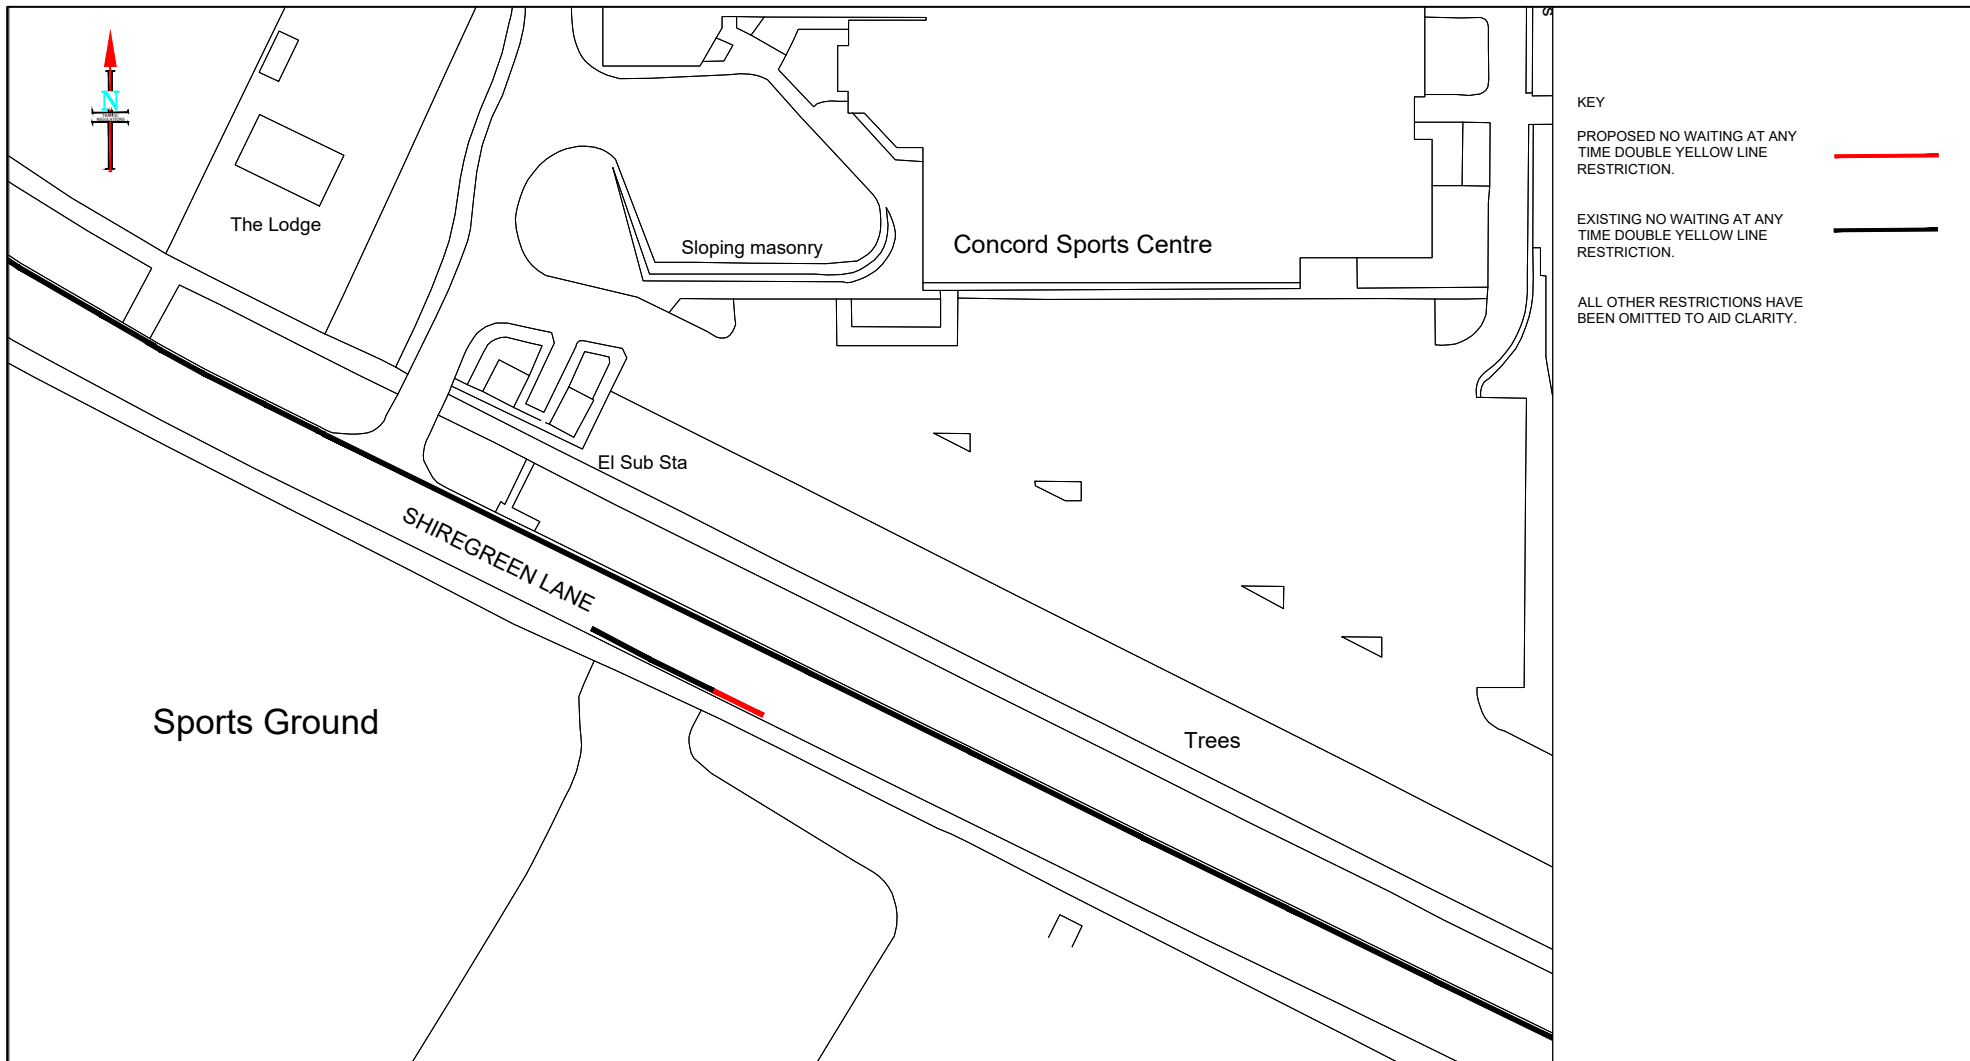 N
The Lodge
Sloping masonry
Concord Sports Centre
El Sub Sta
SHIREGREEN LANE
Sports Ground
Trees
KEY
PROPOSED NO WAITING AT ANY
TIME DOUBLE YELLOW LINE
RESTRICTION.
EXISTING NO WAITING AT ANY
TIME DOUBLE YELLOW LINE
RESTRICTION.
ALL OTHER RESTRICTIONS HAVE
BEEN OMITTED TO AID CLARITY.